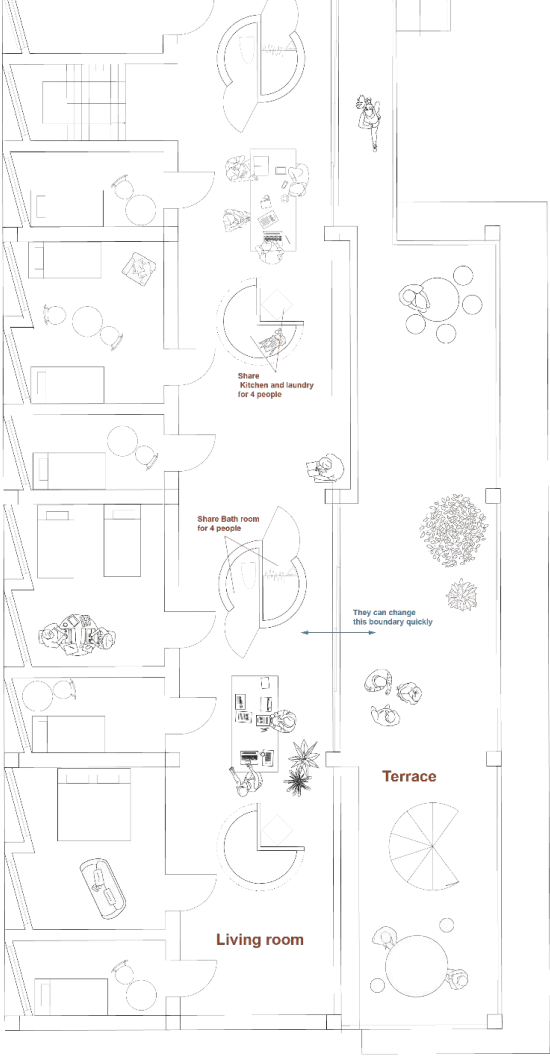 Share
Kitchen and laundry
for 4 people
Share Bath room
for 4 people
They can change
this boundary quickly
Terrace
Living room